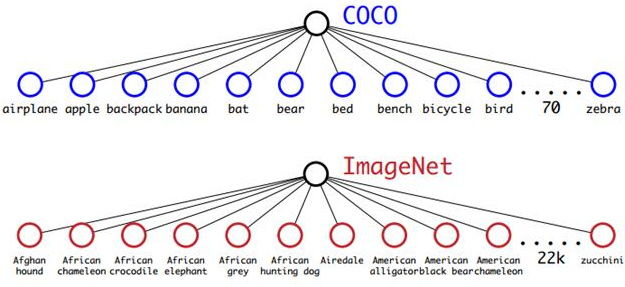 COCO
airplane apple backpack banana bat bear bed bench bicycle bird ..... 70 zebra
ImageNet
Afghan African African African African African Airedale American American American ..... 22k zucchini
hound chameleon crocodile elephant grey hunting dog alligator black bear chameleon